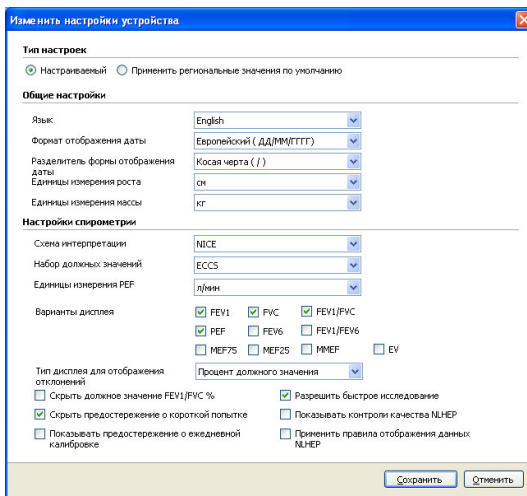 Изменить настройки устройства
Тип настроек
Настраиваемый Применить региональные значения по умолчанию
Общие настройки
Язык English
Формат отображения даты Европейский ( ДД/ММ/ГГГГ)
Разделитель формы отображения даты Косая черта ( / )
Единицы измерения роста см
Единицы измерения массы кг
Настройки спирометрии
Схема интерпретации NICE
Набор должных значений ECCS
Единицы измерения PEF л/мин
Варианты дисплея FEV1 FVC FEV1/FVC
PEF FEV6 FEV1/FEV6
MEF75 MEF25 MMEF EV
Тип дисплея для отображения отклонений Процент должного значения
Скрыть должное значение FEV1/FVC % Разрешить быстрое исследование
Скрыть предостережение о короткой попытке Показывать контроли качества NLHEP
Показывать предостережение о ежедневной калибровке Применить правила отображения данных NLHEP
Сохранить Отменить